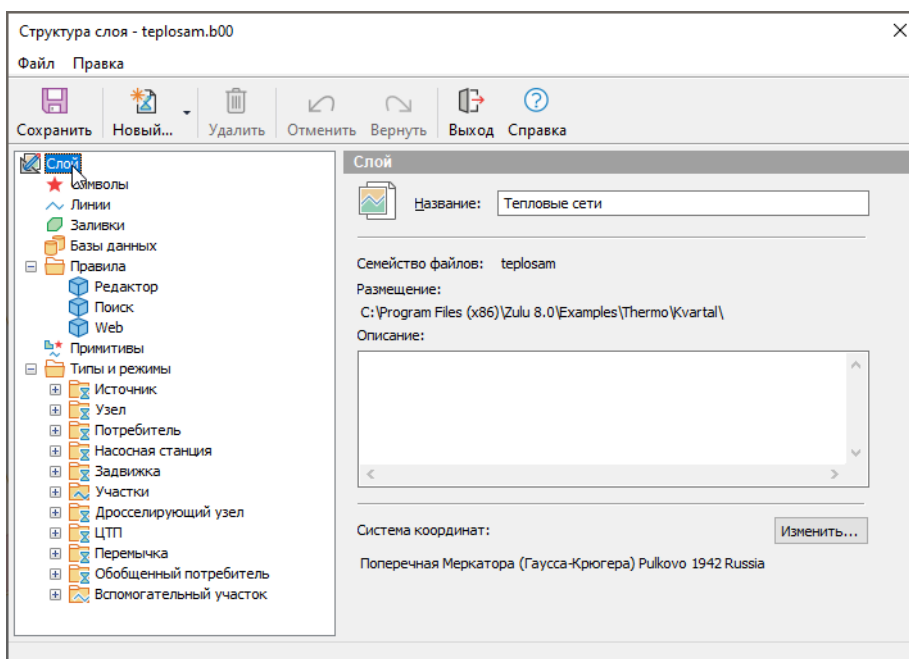 Структура слоя - teplosam.b00
Файл Правка
Сохранить Новый... Удалить Отменить Вернуть Выход Справка
Слой
Символы
Линии
Заливки
Базы данных
Правила
Редактор
Поиск
Web
Примитивы
Типы и режимы
Источник
Узел
Потребитель
Насосная станция
Задвижка
Участки
Дросселирующий узел
ЦТП
Перемычка
Обобщенный потребитель
Вспомогательный участок
Слой
Название: Тепловые сети
Семейство файлов: teplosam
Размещение:
C:\Program Files (x86)\Zulu 8.0\Examples\Thermo\Kvartal\
Описание:
Система координат: Изменить...
Поперечная Меркатора (Гаусса-Крюгера) Pulkovo 1942 Russia